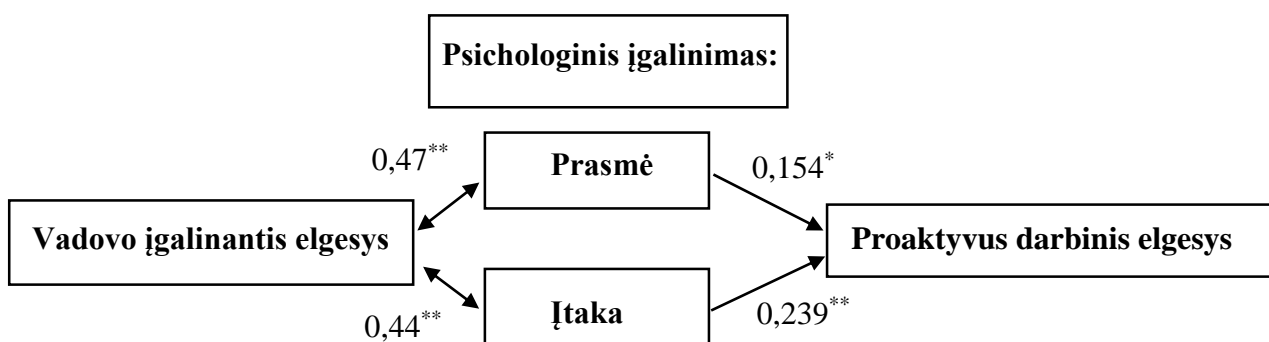 Psichologinis įgalinimas:
0,47**
Prasmė
0,154*
Vadovo įgalinantis elgesys
Proaktyvus darbinis elgesys
0,44**
Įtaka
0,239**